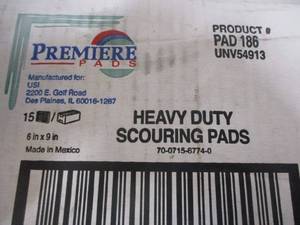 PREMIERE
PADS
Manufactured for:
USI
2200 E. Golf Road
Des Plaines, IL 60016-1267
15
6 in x 9 in
Made in Mexico
PRODUCT #
PAD 186
UNV54913
HEAVY DUTY
SCOURING PADS
70-0715-6774-0